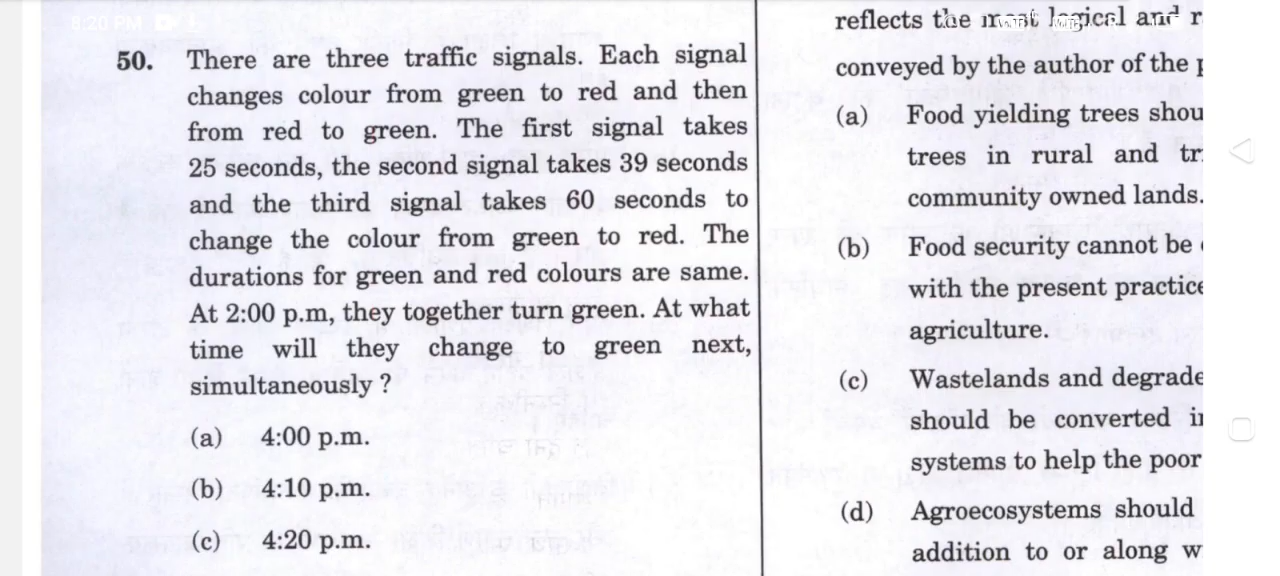 8:20 PM
50. There are three traffic signals. Each signal
changes colour from green to red and then
from red to green. The first signal takes
25 seconds, the second signal takes 39 seconds
and the third signal takes 60 seconds to
change the colour from green to red. The
durations for green and red colours are same.
At 2:00 p.m, they together turn green. At what
time will they change to green next,
simultaneously ?
(a) 4:00 p.m.
(b) 4:10 p.m.
(c) 4:20 p.m.
reflects the most logical and r
conveyed by the author of the p
(a) Food yielding trees shou
trees in rural and tr
community owned lands.
(b) Food security cannot be
with the present practice
agriculture.
(c) Wastelands and degrade
should be converted in
systems to help the poor
(d) Agroecosystems should
addition to or along w